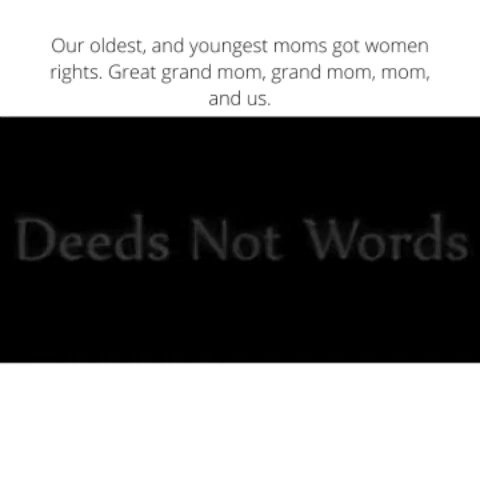 Our oldest, and youngest moms got women
rights. Great grand mom, grand mom, mom,
and us.
Deeds Not Words